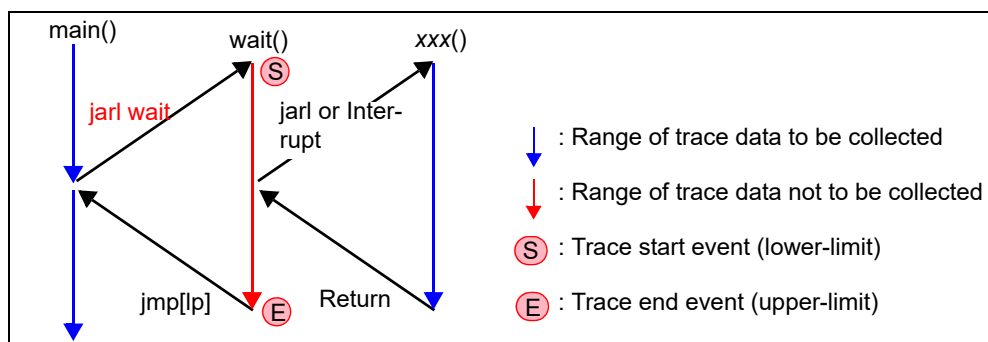 main()
wait()
xxx()
S
jarl wait
jarl or Inter-
rupt
: Range of trace data to be collected
: Range of trace data not to be collected
S : Trace start event (lower-limit)
jmp[lp]
Return
E
E : Trace end event (upper-limit)